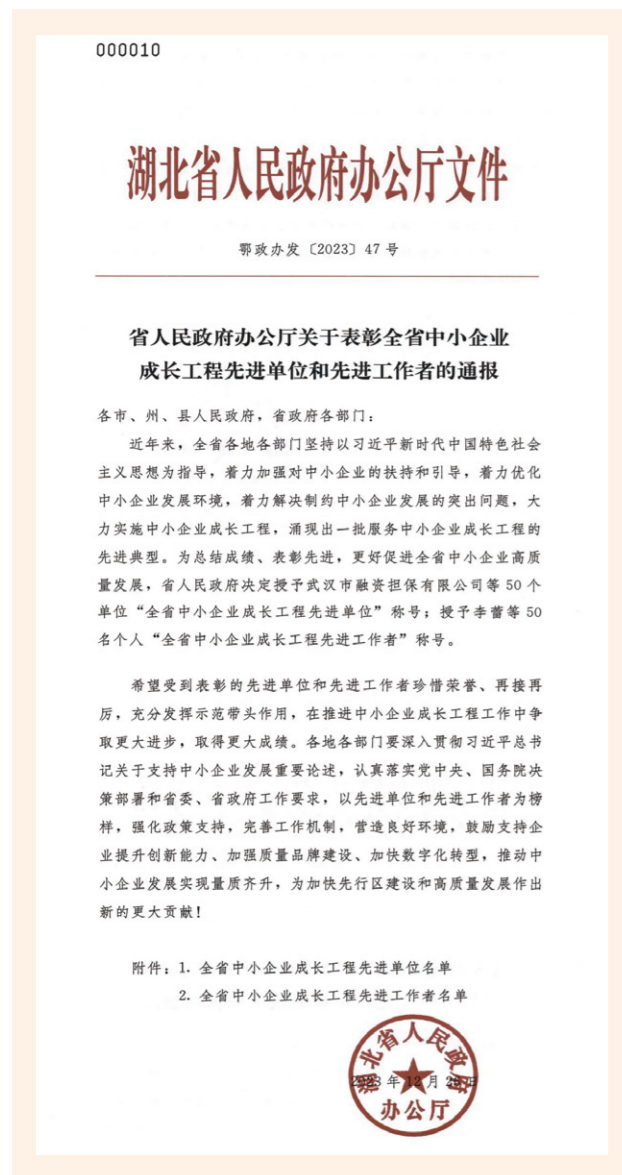 000010
湖北省人民政府办公厅文件
鄂政办发〔2023〕47 号
省人民政府办公厅关于表彰全省中小企业
成长工程先进单位和先进工作者的通报
各市、州、县人民政府，省政府各部门：
近年来，全省各地各部门坚持以习近平新时代中国特色社会
主义思想为指导，着力加强对中小企业的扶持和引导，着力优化
中小企业发展环境，着力解决制约中小企业发展的突出问题，大
力实施中小企业成长工程，涌现出一批服务中小企业成长工程的
先进典型。为总结成绩、表彰先进，更好促进全省中小企业高质
量发展，省人民政府决定授予武汉市融资担保有限公司等 50 个
单位“全省中小企业成长工程先进单位”称号；授予李蕾等 50
名个人“全省中小企业成长工程先进工作者”称号。
希望受到表彰的先进单位和先进工作者珍惜荣誉、再接再
厉，充分发挥示范带头作用，在推进中小企业成长工程工作中争
取更大进步，取得更大成绩。各地各部门要深入贯彻习近平总书
记关于支持中小企业发展重要论述，认真落实党中央、国务院决
策部署和省委、省政府工作要求，以先进单位和先进工作者为榜
样，强化政策支持，完善工作机制，营造良好环境，鼓励支持企
业提升创新能力、加强质量品牌建设、加快数字化转型，推动中
小企业发展实现量质齐升，为加快先行区建设和高质量发展作出
新的更大贡献！
附件：1. 全省中小企业成长工程先进单位名单
2. 全省中小企业成长工程先进工作者名单
湖北省人民政府
2023 年 12 月 26 日
办公厅